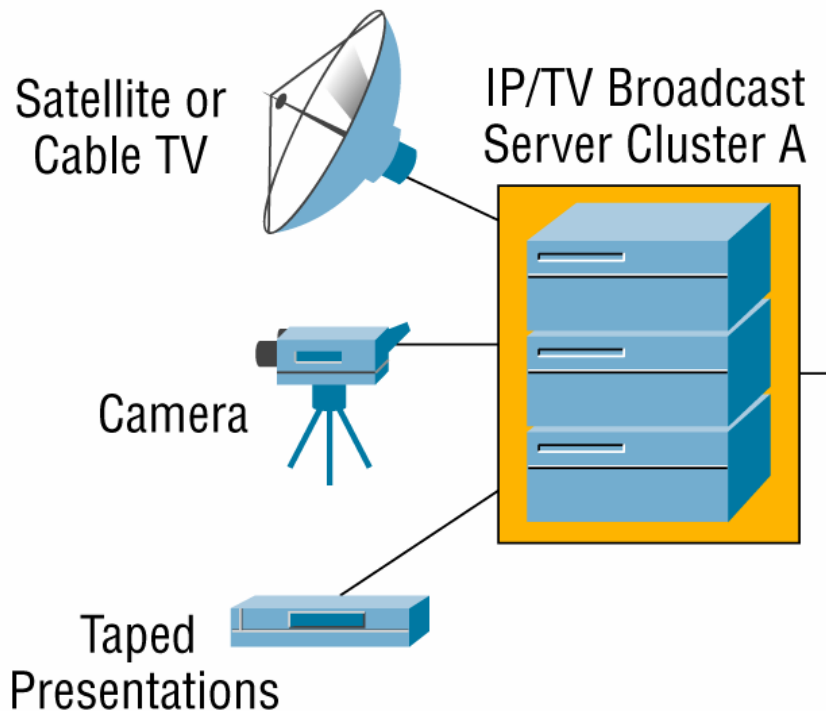 Satellite or
Cable TV
IP/TV Broadcast
Server Cluster A
Camera
Taped
Presentations